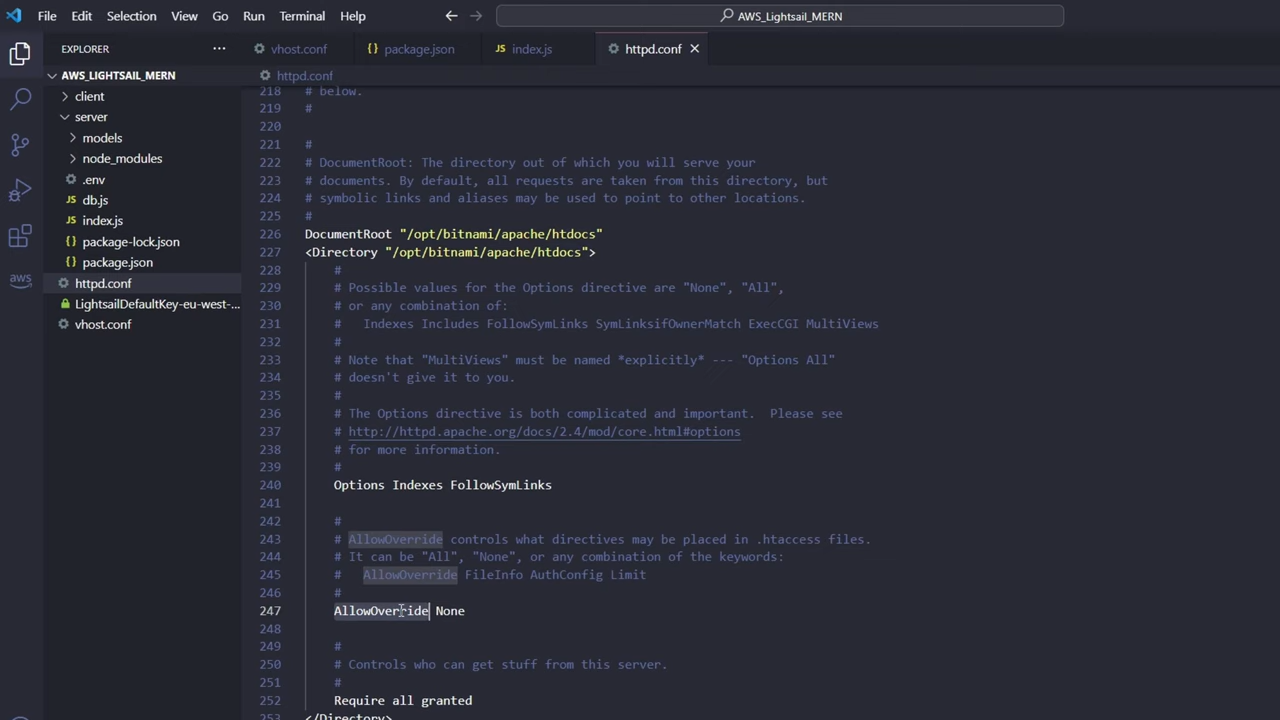 File Edit Selection View Go Run Terminal Help
AWS_Lightsail_MERN
EXPLORER
AWS_LIGHTSAIL_MERN
client
server
models
node_modules
.env
JS db.js
JS index.js
{} package-lock.json
{} package.json
httpd.conf
LightsailDefaultKey-eu-west-...
vhost.conf
aws
vhost.conf {} package.json JS index.js httpd.conf
httpd.conf
218 # below.
219 #
220
221 #
222 # DocumentRoot: The directory out of which you will serve your
223 # documents. By default, all requests are taken from this directory, but
224 # symbolic links and aliases may be used to point to other locations.
225 #
226 DocumentRoot "/opt/bitnami/apache/htdocs"
227 <Directory "/opt/bitnami/apache/htdocs">
228 #
229 # Possible values for the Options directive are "None", "All",
230 # or any combination of:
231 #   Indexes Includes FollowSymLinks SymLinksifOwnerMatch ExecCGI MultiViews
232 #
233 # Note that "MultiViews" must be named *explicitly* --- "Options All"
234 # doesn't give it to you.
235 #
236 # The Options directive is both complicated and important.  Please see
237 # http://httpd.apache.org/docs/2.4/mod/core.html#options
238 # for more information.
239 #
240 Options Indexes FollowSymLinks
241
242 #
243 # AllowOverride controls what directives may be placed in .htaccess files.
244 # It can be "All", "None", or any combination of the keywords:
245 #   AllowOverride FileInfo AuthConfig Limit
246 #
247 AllowOverride None
248
249 #
250 # Controls who can get stuff from this server.
251 #
252 Require all granted
253 </Directory>